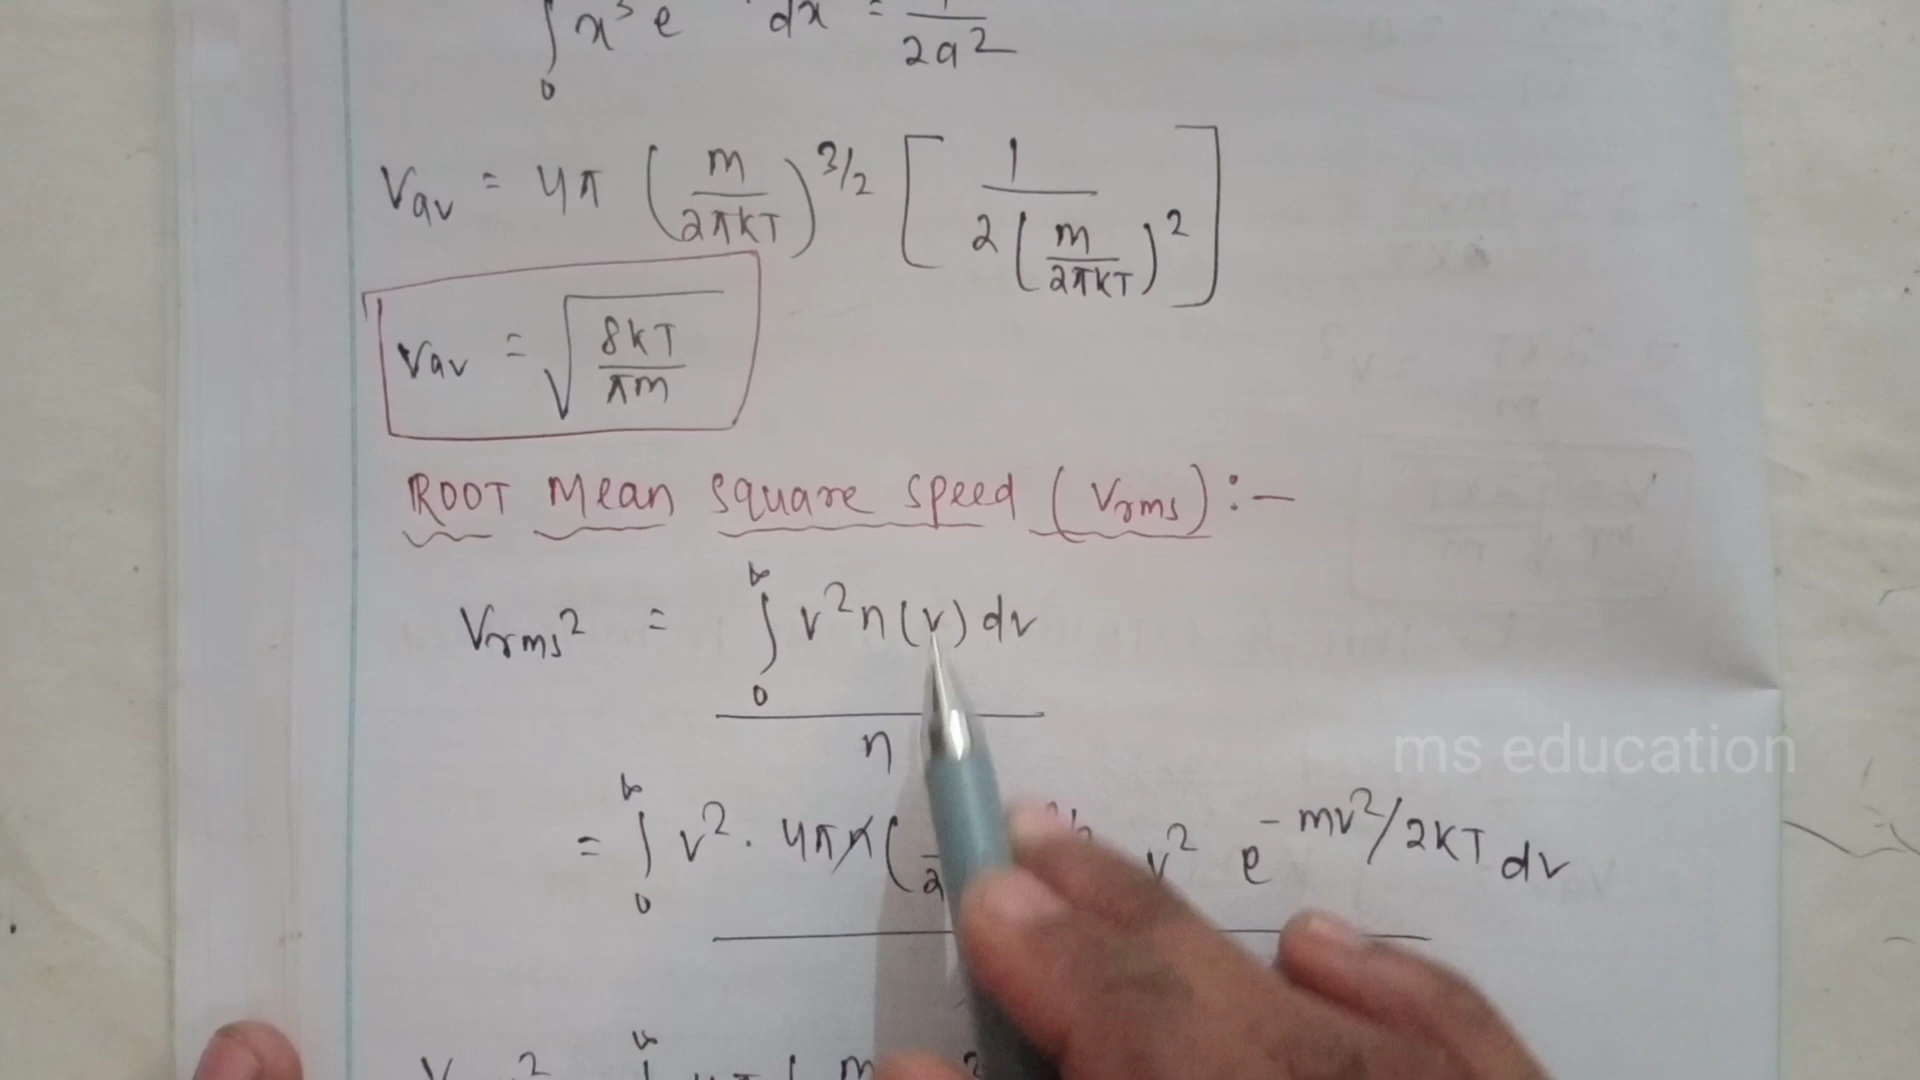 ∫₀ x³ e dx = 1/2a²
Vav = 4π (m/2πKT)^3/2 [1/2(m/2πKT)²]
Vav = √(8KT/πm)
ROOT Mean Square Speed (Vrms) :-
Vrms² = ∫₀^∞ v² n(v) dv / n
= ∫₀^∞ v² . 4πn( v² e^-mv²/2KT dv
ms education